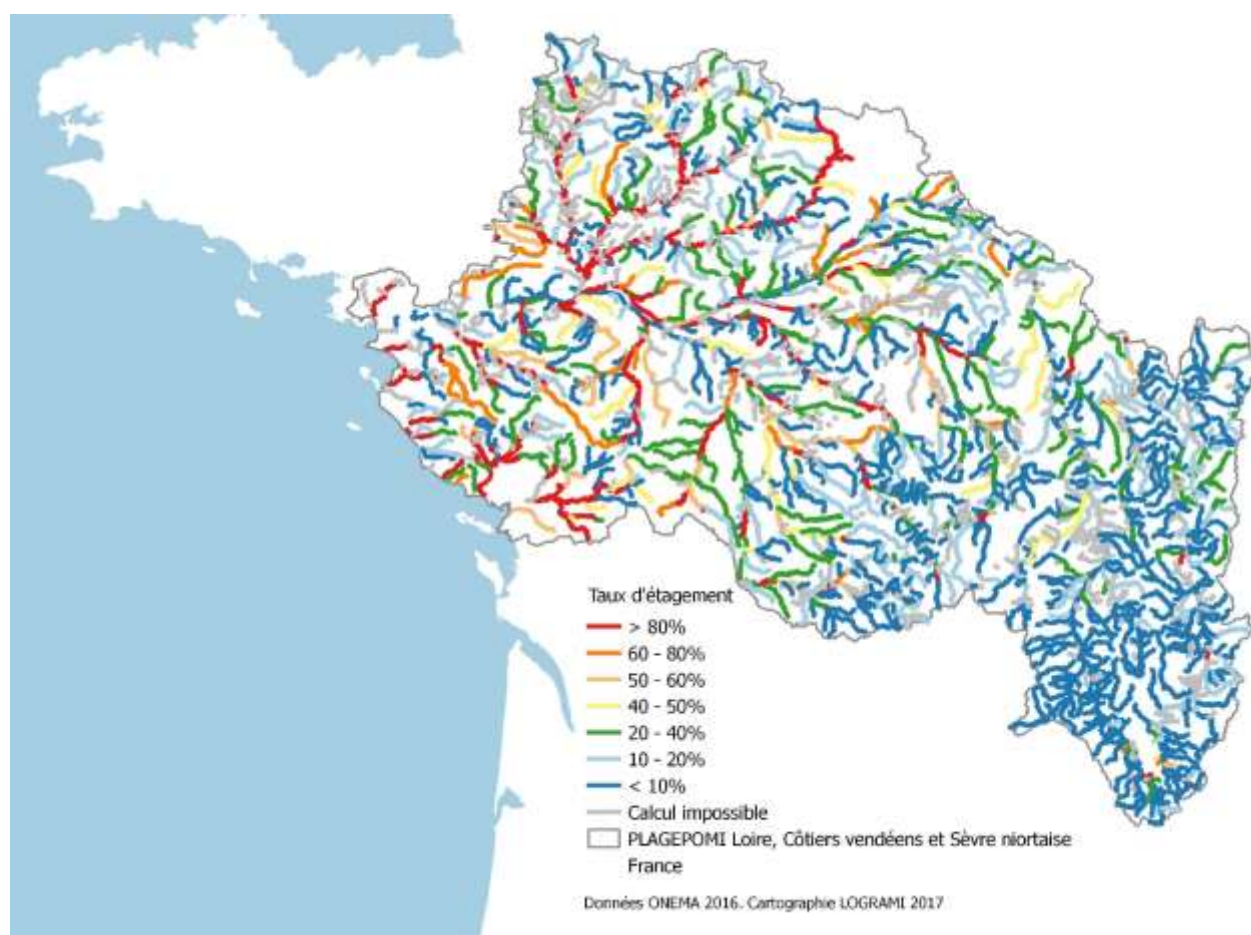 Taux d'étagement
> 80%
60 - 80%
50 - 60%
40 - 50%
20 - 40%
10 - 20%
< 10%
Calcul impossible
PLAGEPOMI Loire, Côtiers vendéens et Sèvre niortaise
France
Données ONEMA 2016. Cartographie LOGRAMI 2017